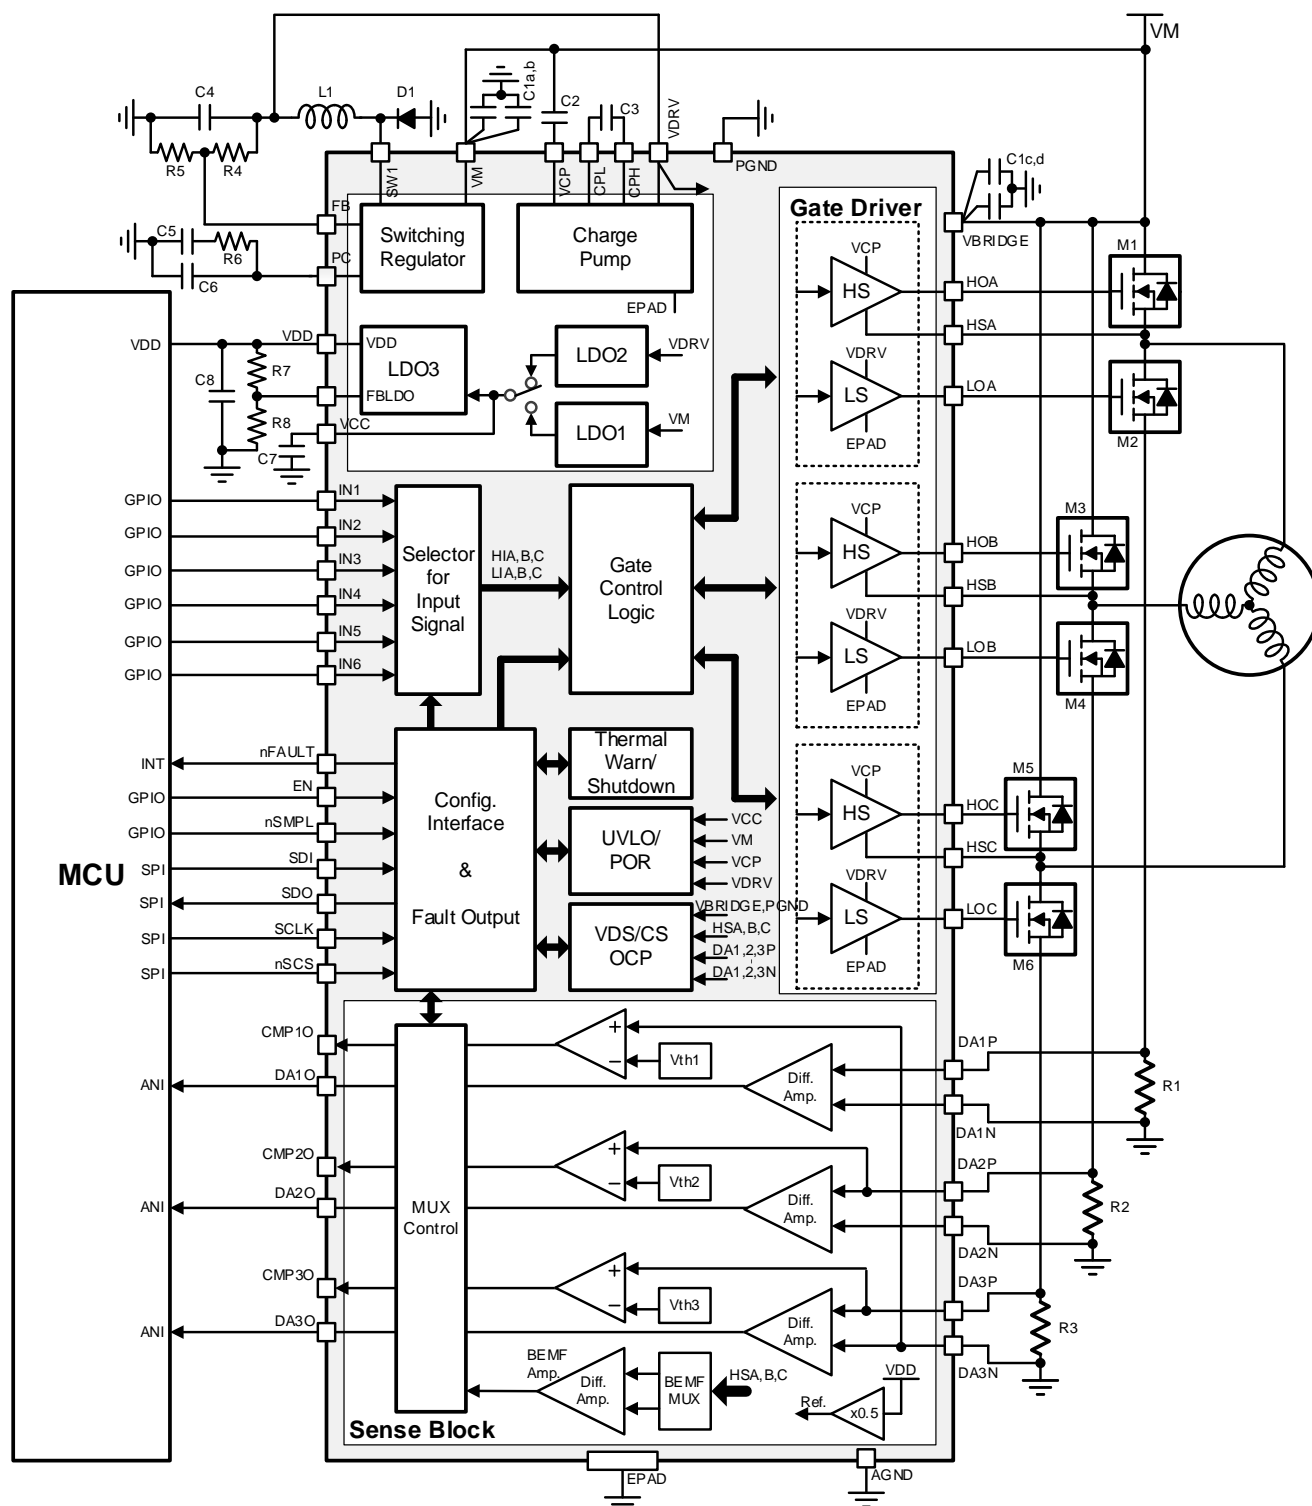 VM
C4
L1
D1
C1a,b
C2
C3
VDRV
R5
R4
SW1
VM
VCP
CPL
CPH
PGND
C1c,d
FB
Switching
Regulator
Charge
Pump
Gate Driver
VBRIDGE
C5
R6
PC
C6
EPAD
VCP
HS
HOA
M1
HSA
VDD
VDD
VDD
LDO3
FBLDO
LDO2
VDRV
VDRV
LS
LOA
EPAD
M2
C8
R7
R8
VCC
C7
LDO1
VM
GPIO
IN1
GPIO
IN2
GPIO
IN3
GPIO
IN4
GPIO
IN5
GPIO
IN6
Selector
for
Input
Signal
HIA,B,C
LIA,B,C
Gate
Control
Logic
VCP
HS
HOB
M3
HSB
VDRV
LS
LOB
EPAD
M4
INT
nFAULT
GPIO
EN
GPIO
nSMPL
MCU
SPI
SDI
SPI
SDO
SPI
SCLK
SPI
nSCS
Config.
Interface
&
Fault Output
Thermal
Warn/
Shutdown
UVLO/
POR
VCC
VM
VCP
VDRV
VDS/CS
OCP
VBRIDGE,PGND
HSA,B,C
DA1,2,3P
DA1,2,3N
VCP
HS
HOC
M5
HSC
VDRV
LS
LOC
EPAD
M6
CMP1O
+
−
Vth1
DA1P
ANI
DA1O
Diff.
Amp.
R1
DA1N
CMP2O
+
−
Vth2
DA2P
ANI
DA2O
MUX
Control
Diff.
Amp.
R2
DA2N
CMP3O
+
−
Vth3
DA3P
ANI
DA3O
Diff.
Amp.
R3
DA3N
BEMF
Amp.
Diff.
Amp.
BEMF
MUX
HSA,B,C
VDD
Ref.
x0.5
Sense Block
EPAD
AGND